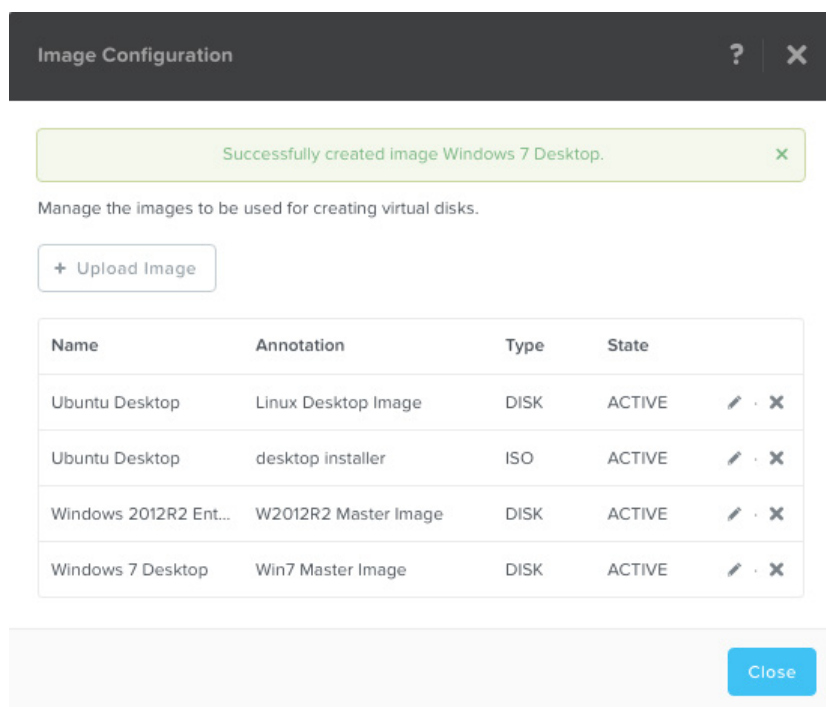 Image Configuration ?
Successfully created image Windows 7 Desktop.
Manage the images to be used for creating virtual disks.
+ Upload Image
Name Annotation Type State
Ubuntu Desktop Linux Desktop Image DISK ACTIVE
Ubuntu Desktop desktop installer ISO ACTIVE
Windows 2012R2 Ent... W2012R2 Master Image DISK ACTIVE
Windows 7 Desktop Win7 Master Image DISK ACTIVE
Close